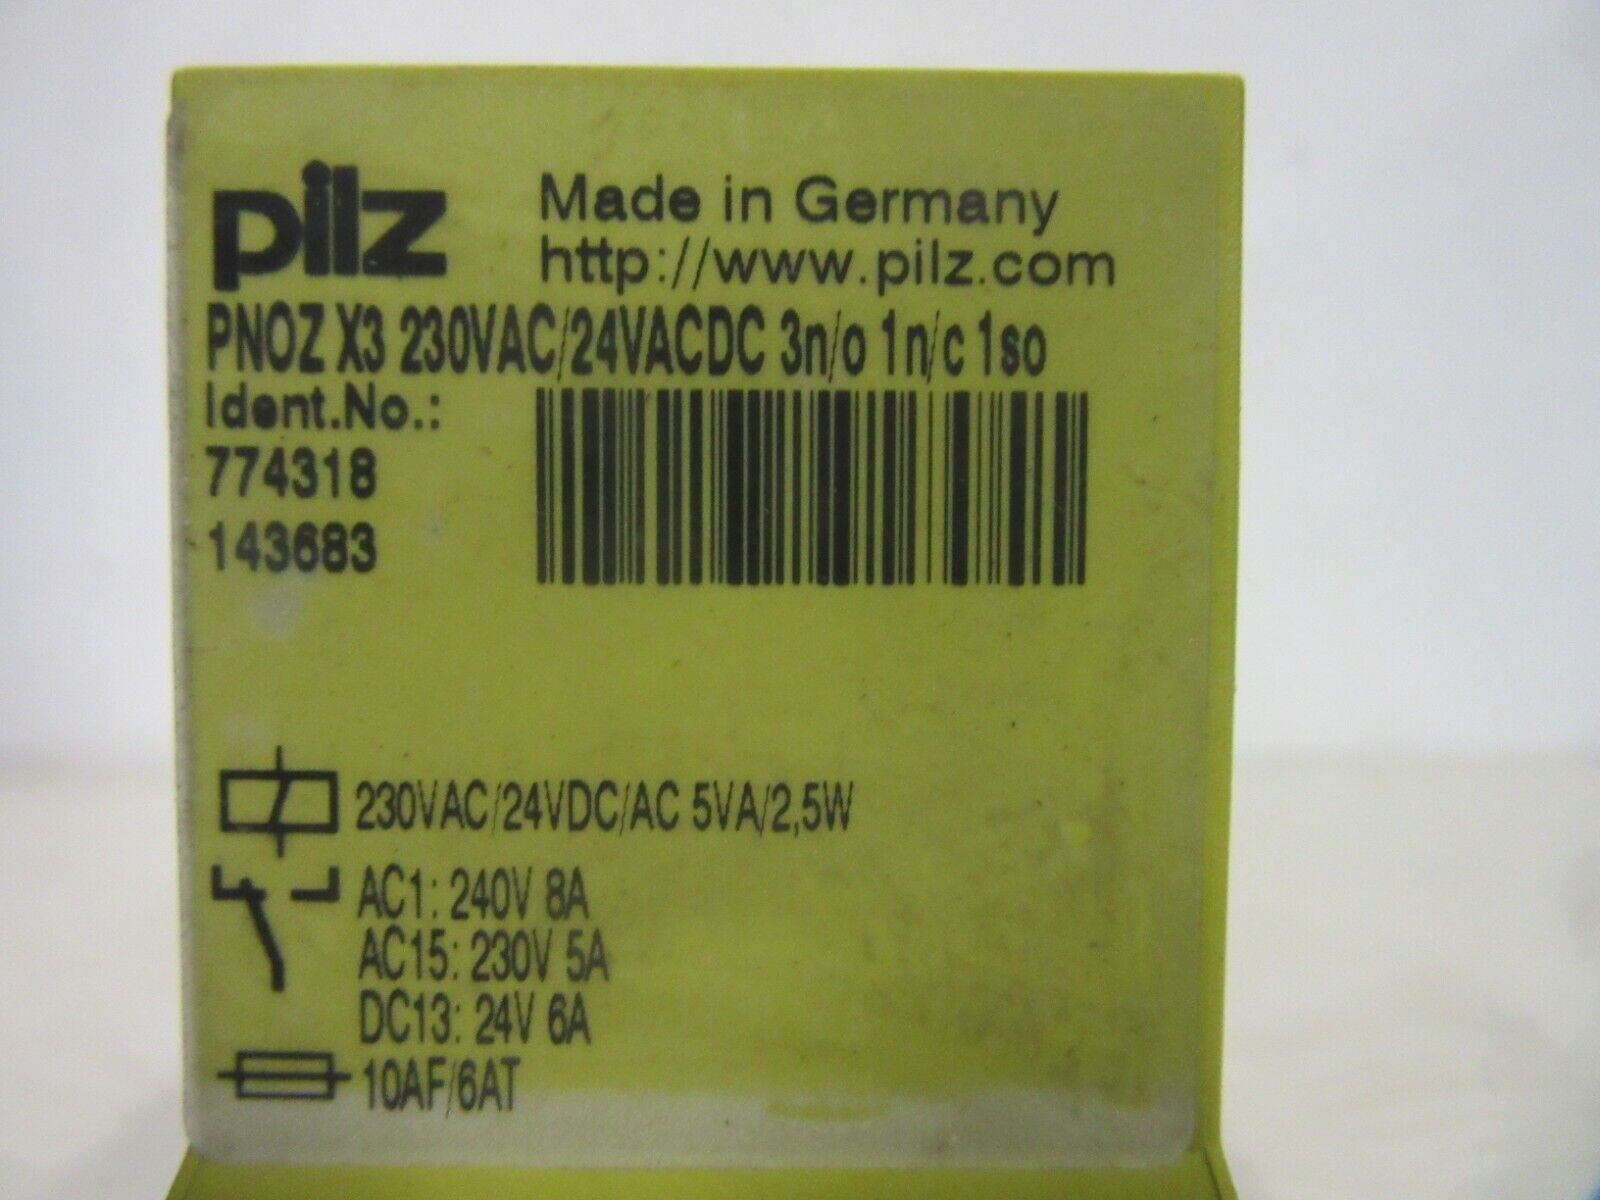 pilz
Made in Germany
http://www.pilz.com
PNOZ X3 230VAC/24VACDC 3n/o 1n/c 1so
Ident.No.:
774318
143683
230VAC/24VDC/AC 5VA/2,5W
AC1: 240V 8A
AC15: 230V 5A
DC13: 24V 6A
10AF/6AT